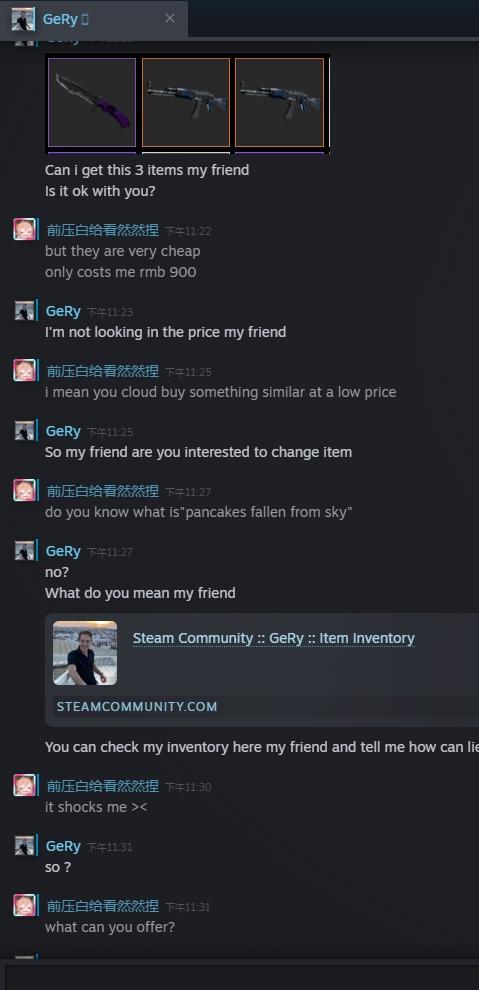 GeRy
GeRy
Can i get this 3 items my friend
Is it ok with you?
前压白给看然然捏 下午11:22
but they are very cheap
only costs me rmb 900
GeRy 下午11:23
I'm not looking in the price my friend
前压白给看然然捏 下午11:25
i mean you cloud buy something similar at a low price
GeRy 下午11:25
So my friend are you interested to change item
前压白给看然然捏 下午11:27
do you know what is"pancakes fallen from sky"
GeRy 下午11:27
no?
What do you mean my friend
Steam Community :: GeRy :: Item Inventory
STEAMCOMMUNITY.COM
You can check my inventory here my friend and tell me how can
前压白给看然然捏 下午11:30
it shocks me ><
GeRy 下午11:31
so ?
前压白给看然然捏 下午11:31
what can you offer?